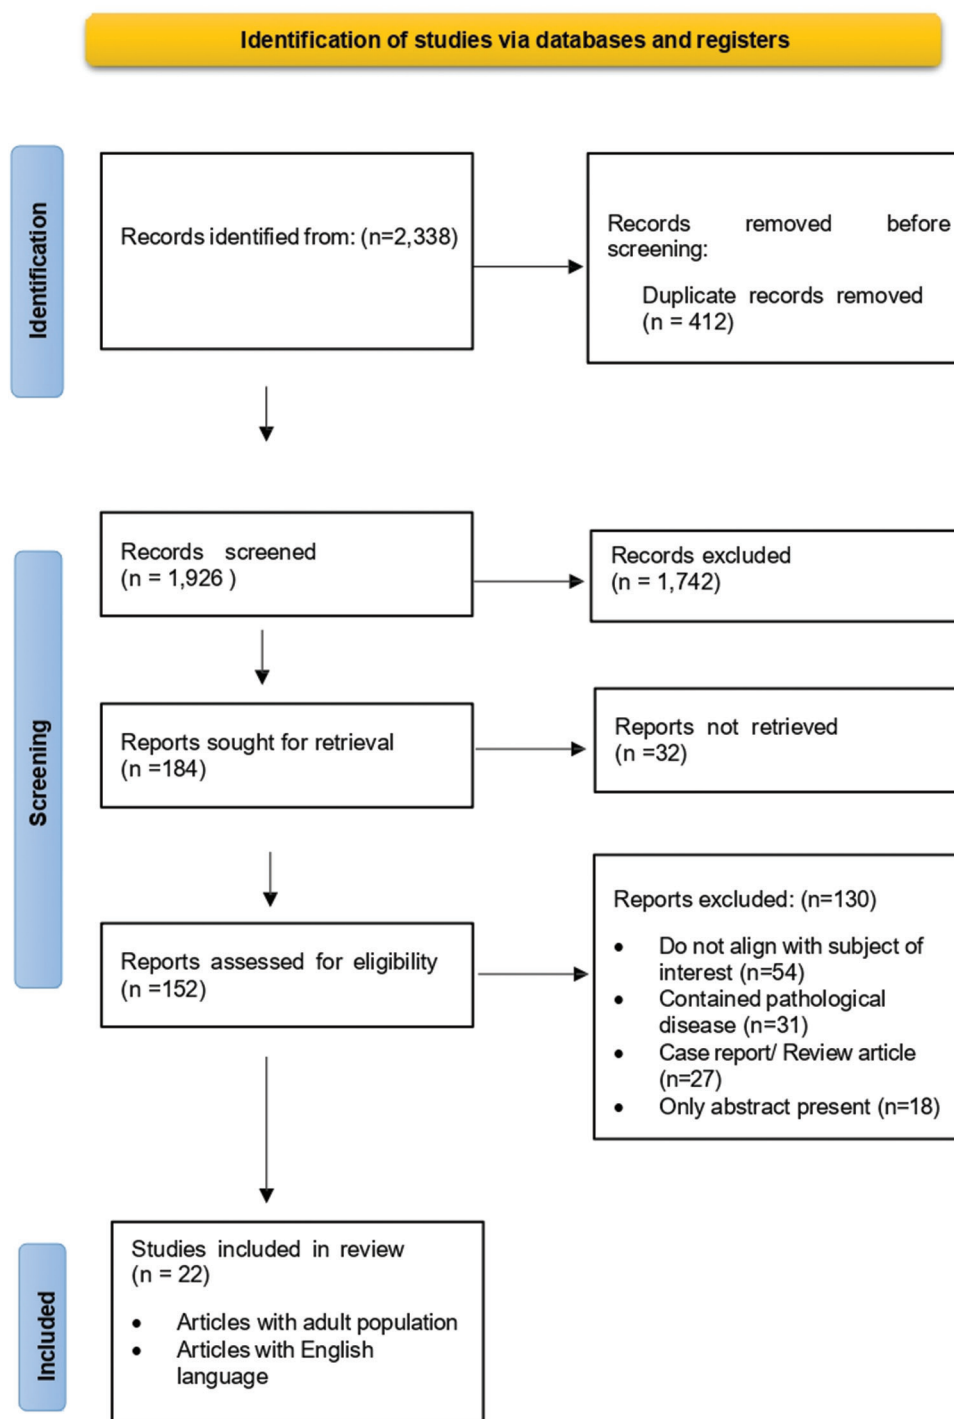 Identification of studies via databases and registers
Identification
Records identified from: (n=2,338)
Records removed before
screening:
Duplicate records removed
(n = 412)
Screening
Records screened
(n = 1,926 )
Records excluded
(n = 1,742)
Reports sought for retrieval
(n =184)
Reports not retrieved
(n =32)
Reports assessed for eligibility
(n =152)
Reports excluded: (n=130)
• Do not align with subject of
interest (n=54)
• Contained pathological
disease (n=31)
• Case report/ Review article
(n=27)
• Only abstract present (n=18)
Included
Studies included in review
(n = 22)
• Articles with adult population
• Articles with English
language